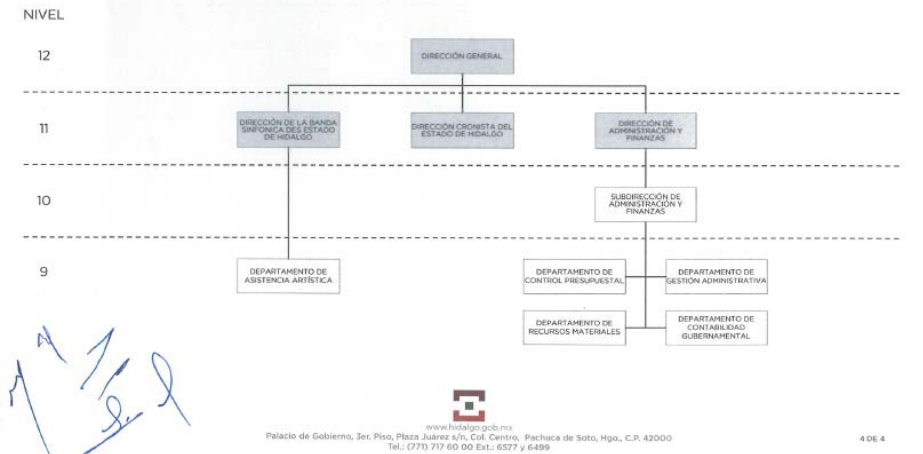 NIVEL
12
DIRECCIÓN GENERAL
11
DIRECCIÓN DE LA BANDA
SINFÓNICA DES ESTADO
DE HIDALGO
DIRECCIÓN CRONISTA DEL
ESTADO DE HIDALGO
DIRECCIÓN DE
ADMINISTRACIÓN Y
FINANZAS
10
SUBDIRECCIÓN DE
ADMINISTRACIÓN Y
FINANZAS
9
DEPARTAMENTO DE
ASISTENCIA ARTÍSTICA
DEPARTAMENTO DE
CONTROL PRESUPUESTAL
DEPARTAMENTO DE
GESTIÓN ADMINISTRATIVA
DEPARTAMENTO DE
RECURSOS MATERIALES
DEPARTAMENTO DE
CONTABILIDAD
GUBERNAMENTAL
www.hidalgo.gob.mx
Palacio de Gobierno, 3er. Piso, Plaza Juárez s/n, Col. Centro, Pachuca de Soto, Hgo., C.P. 42000
Tel.: (771) 717 60 00 Ext.: 6577 y 6499
4 DE 4